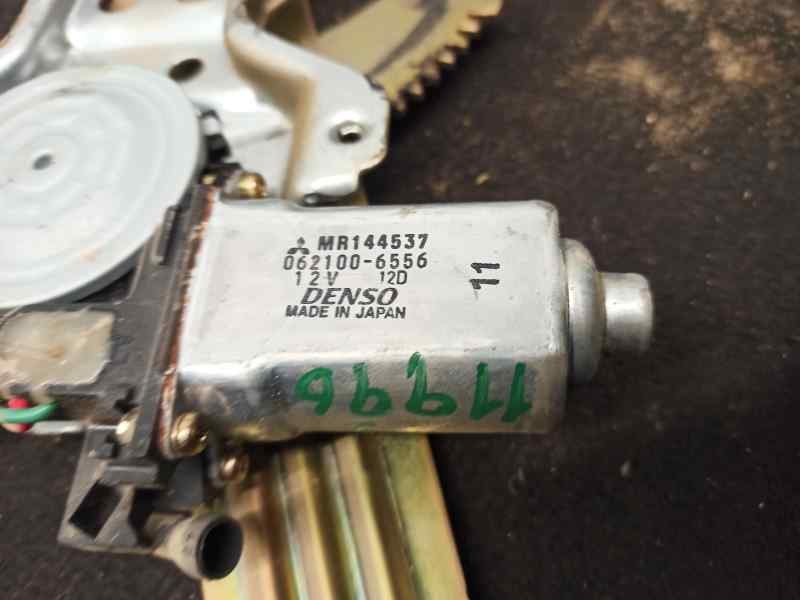 MR144537
062100-6556
12V 12D
DENSO
MADE IN JAPAN
11
11996